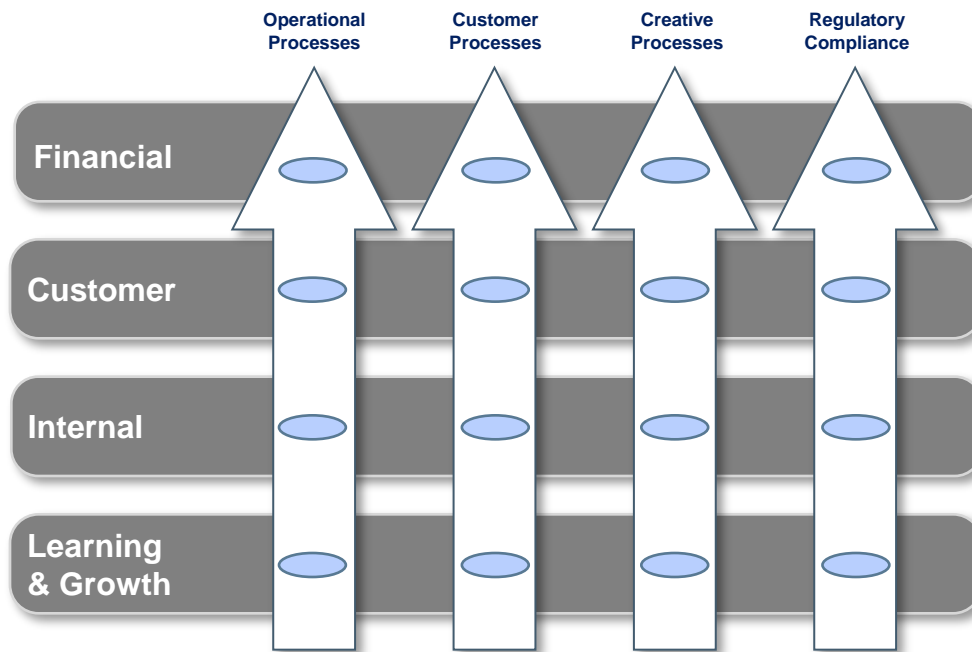 Operational
Processes
Customer
Processes
Creative
Processes
Regulatory
Compliance
Financial
Customer
Internal
Learning
& Growth